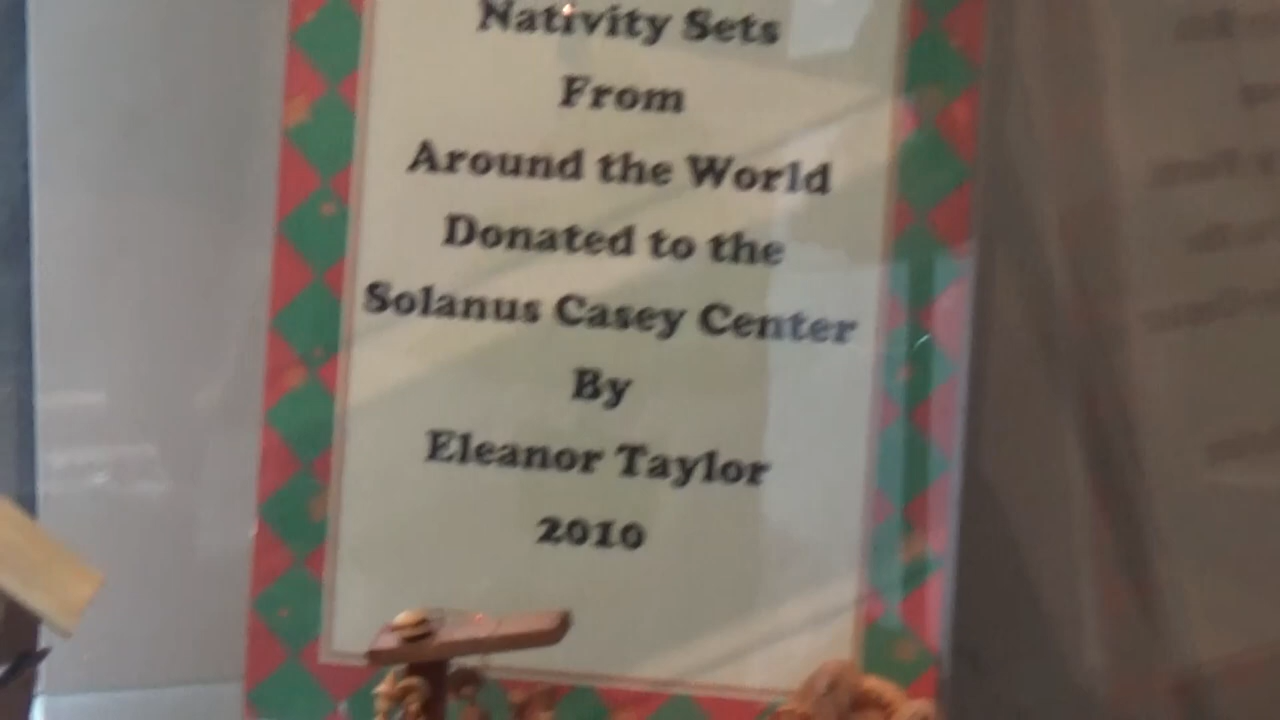 Nativity Sets
From
Around the World
Donated to the
Solanus Casey Center
By
Eleanor Taylor
2010